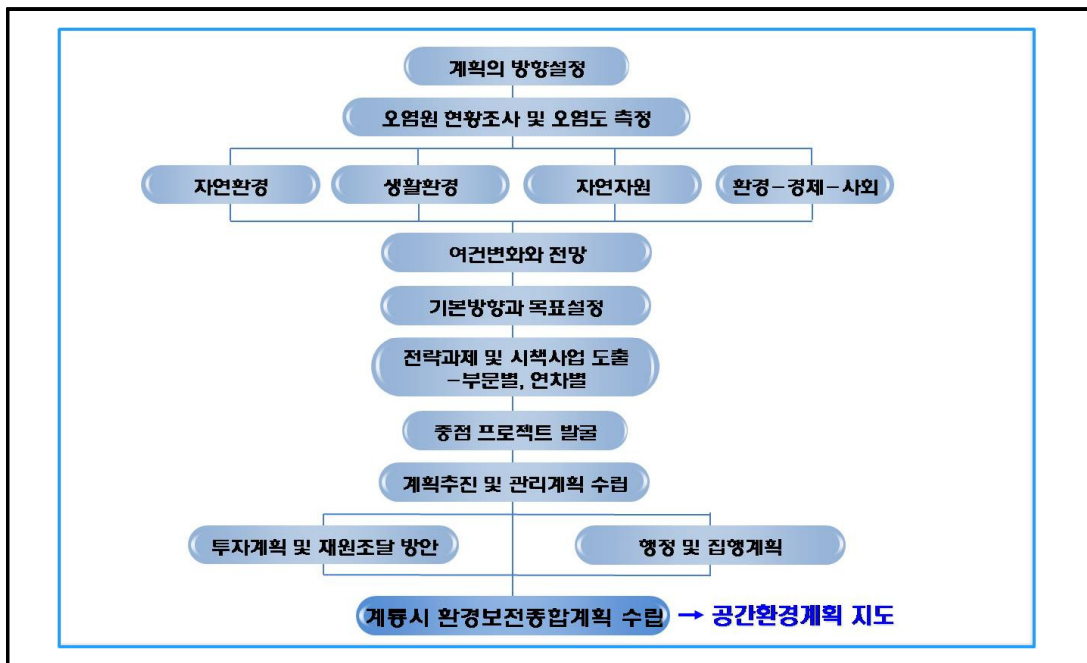 계획의 방향설정
오염원 현황조사 및 오염도 측정
자연환경
생활환경
자연자원
환경-경제-사회
여건변화와 전망
기본방향과 목표설정
전략과제 및 시책사업 도출
-부문별, 연차별
중점 프로젝트 발굴
계획추진 및 관리계획 수립
투자계획 및 재원조달 방안
행정 및 집행계획
계룡시 환경보전종합계획 수립 → 공간환경계획 지도